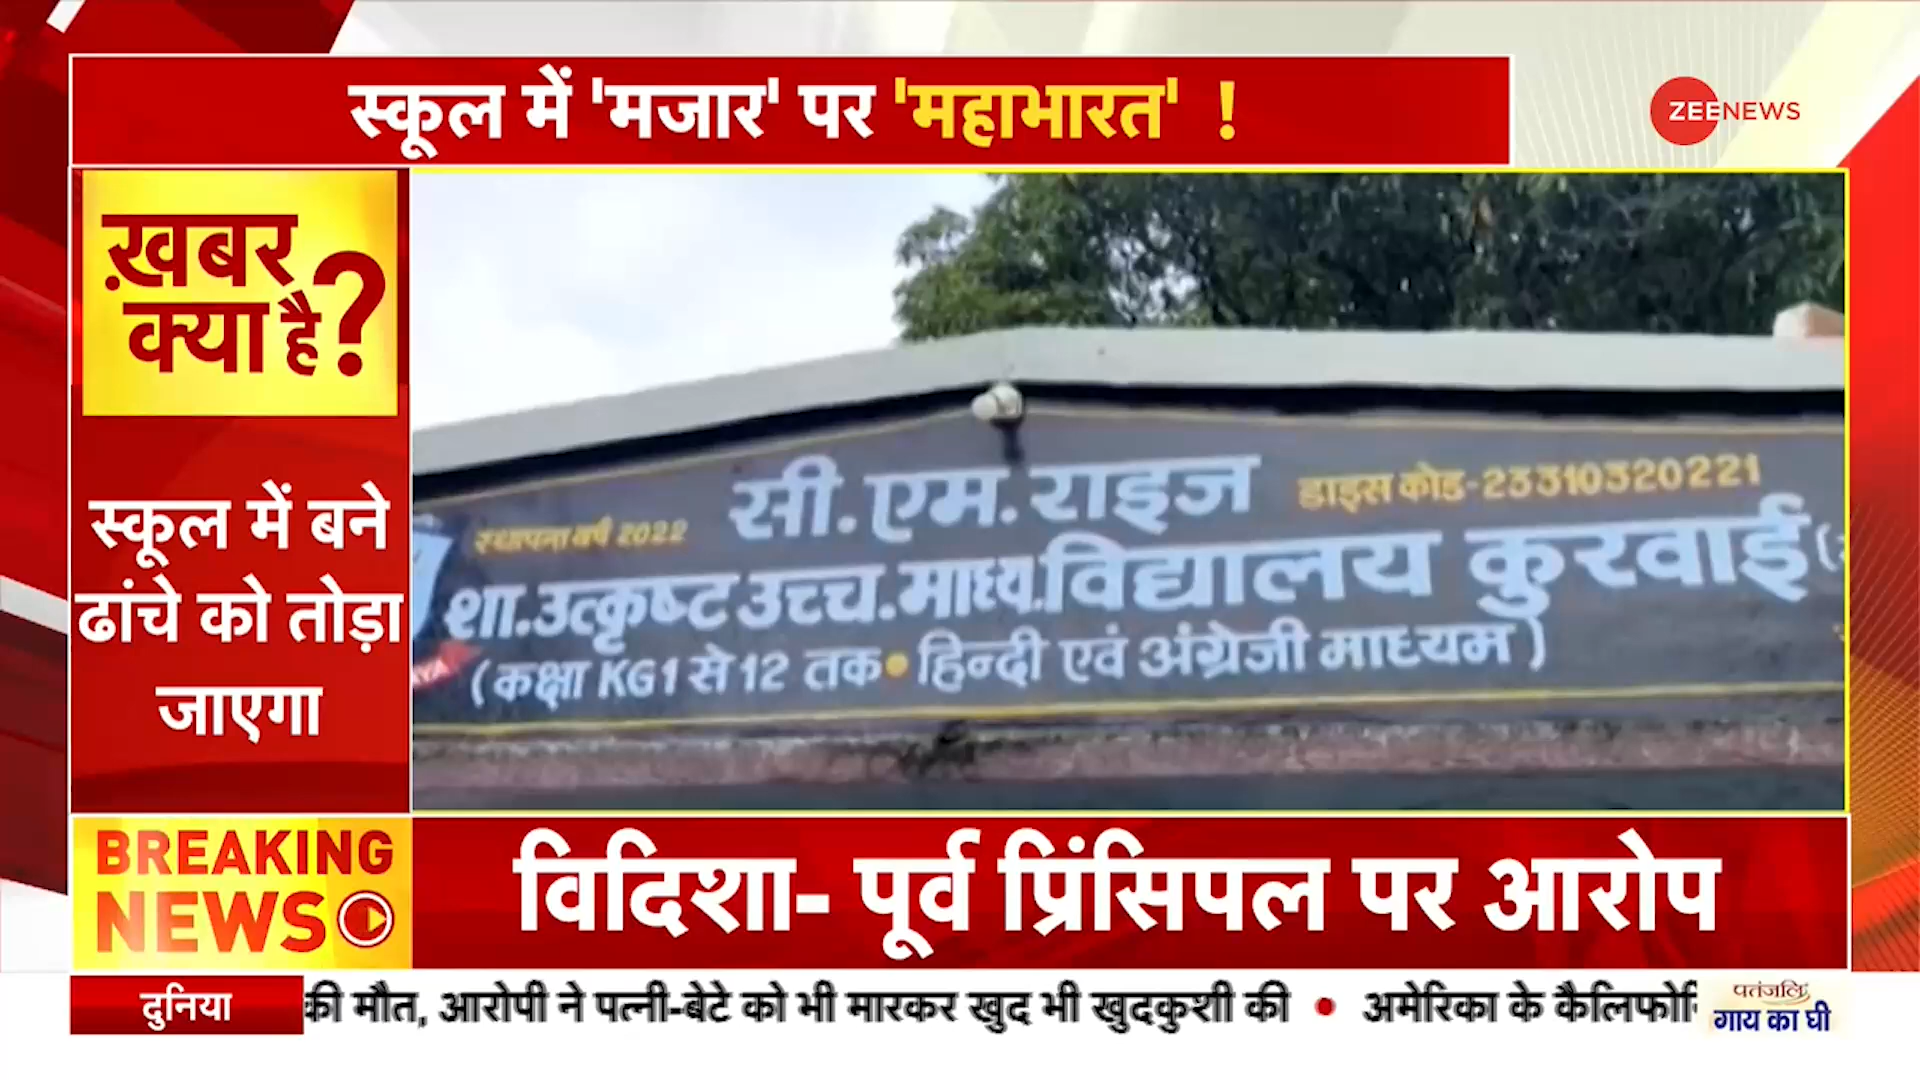 स्कूल में 'मजार' पर 'महाभारत' !
ZEENEWS
ख़बर
क्या है?
स्कूल में बने
ढांचे को तोड़ा
जाएगा
स्थापना वर्ष 2022
सी.एम.राइज
डाइस कोड-23310320221
शा.उत्कृष्ट उच्च.माध्य.विद्यालय कुरवाई
(कक्षा KG1 से 12 तक•हिन्दी एवं अंग्रेजी माध्यम)
BREAKING
NEWS
विदिशा- पूर्व प्रिंसिपल पर आरोप
दुनिया
की मौत, आरोपी ने पत्नी-बेटे को भी मारकर खुद भी खुदकुशी की • अमेरिका के
पतंजलि
गाय का घी